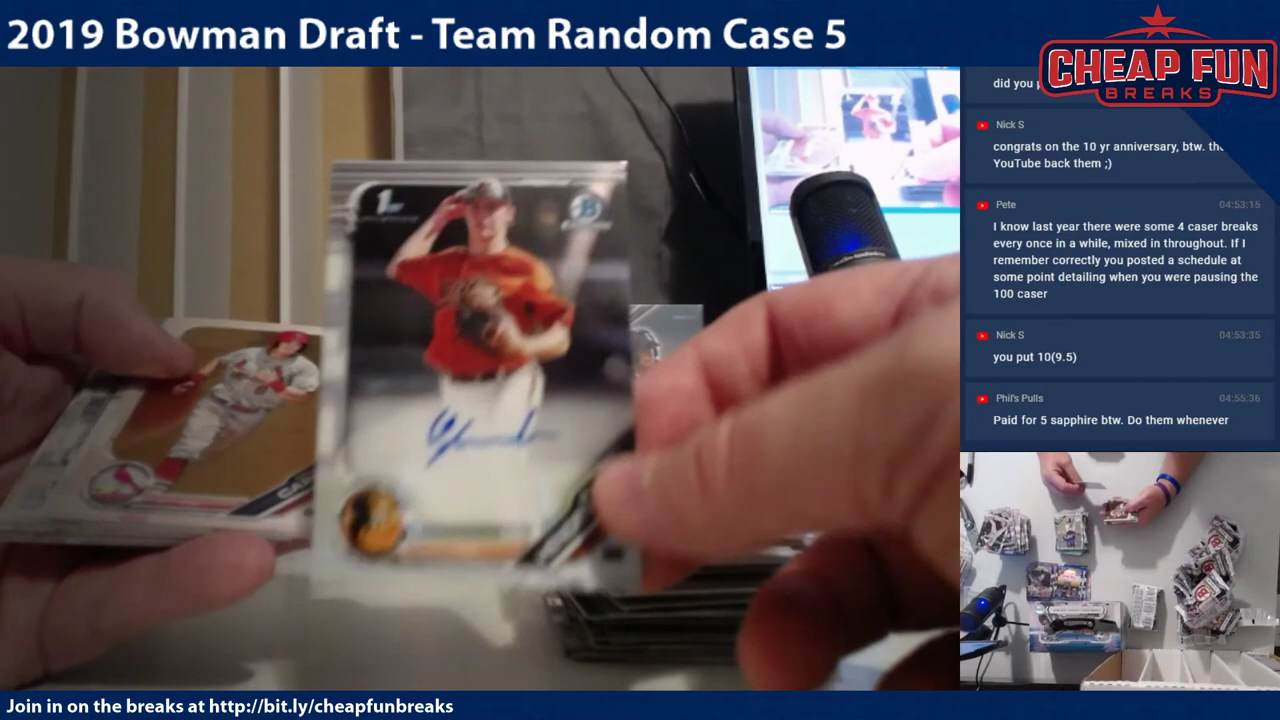 2019 Bowman Draft - Team Random Case 5
CHEAP FUN
BREAKS
did you
Nick S
congrats on the 10 yr anniversary, btw.
YouTube back them ;)
Pete 04:53:15
I know last year there were some 4 caser breaks
every once in a while, mixed in throughout. If I
remember correctly you posted a schedule at
some point detailing when you were pausing the
100 caser
Nick S 04:53:35
you put 10(9.5)
Phil's Pulls 04:55:36
Paid for 5 sapphire btw. Do them whenever
1st
Join in on the breaks at http://bit.ly/cheapfunbreaks